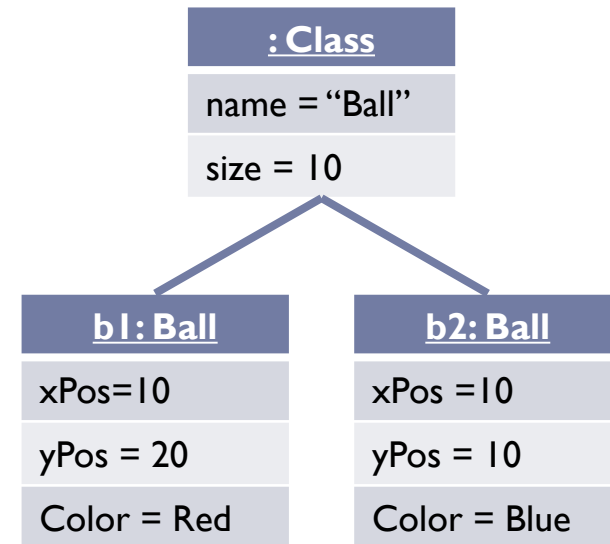 : Class
name = “Ball”
size = 10
b1: Ball
xPos=10
yPos = 20
Color = Red
b2: Ball
xPos =10
yPos = 10
Color = Blue